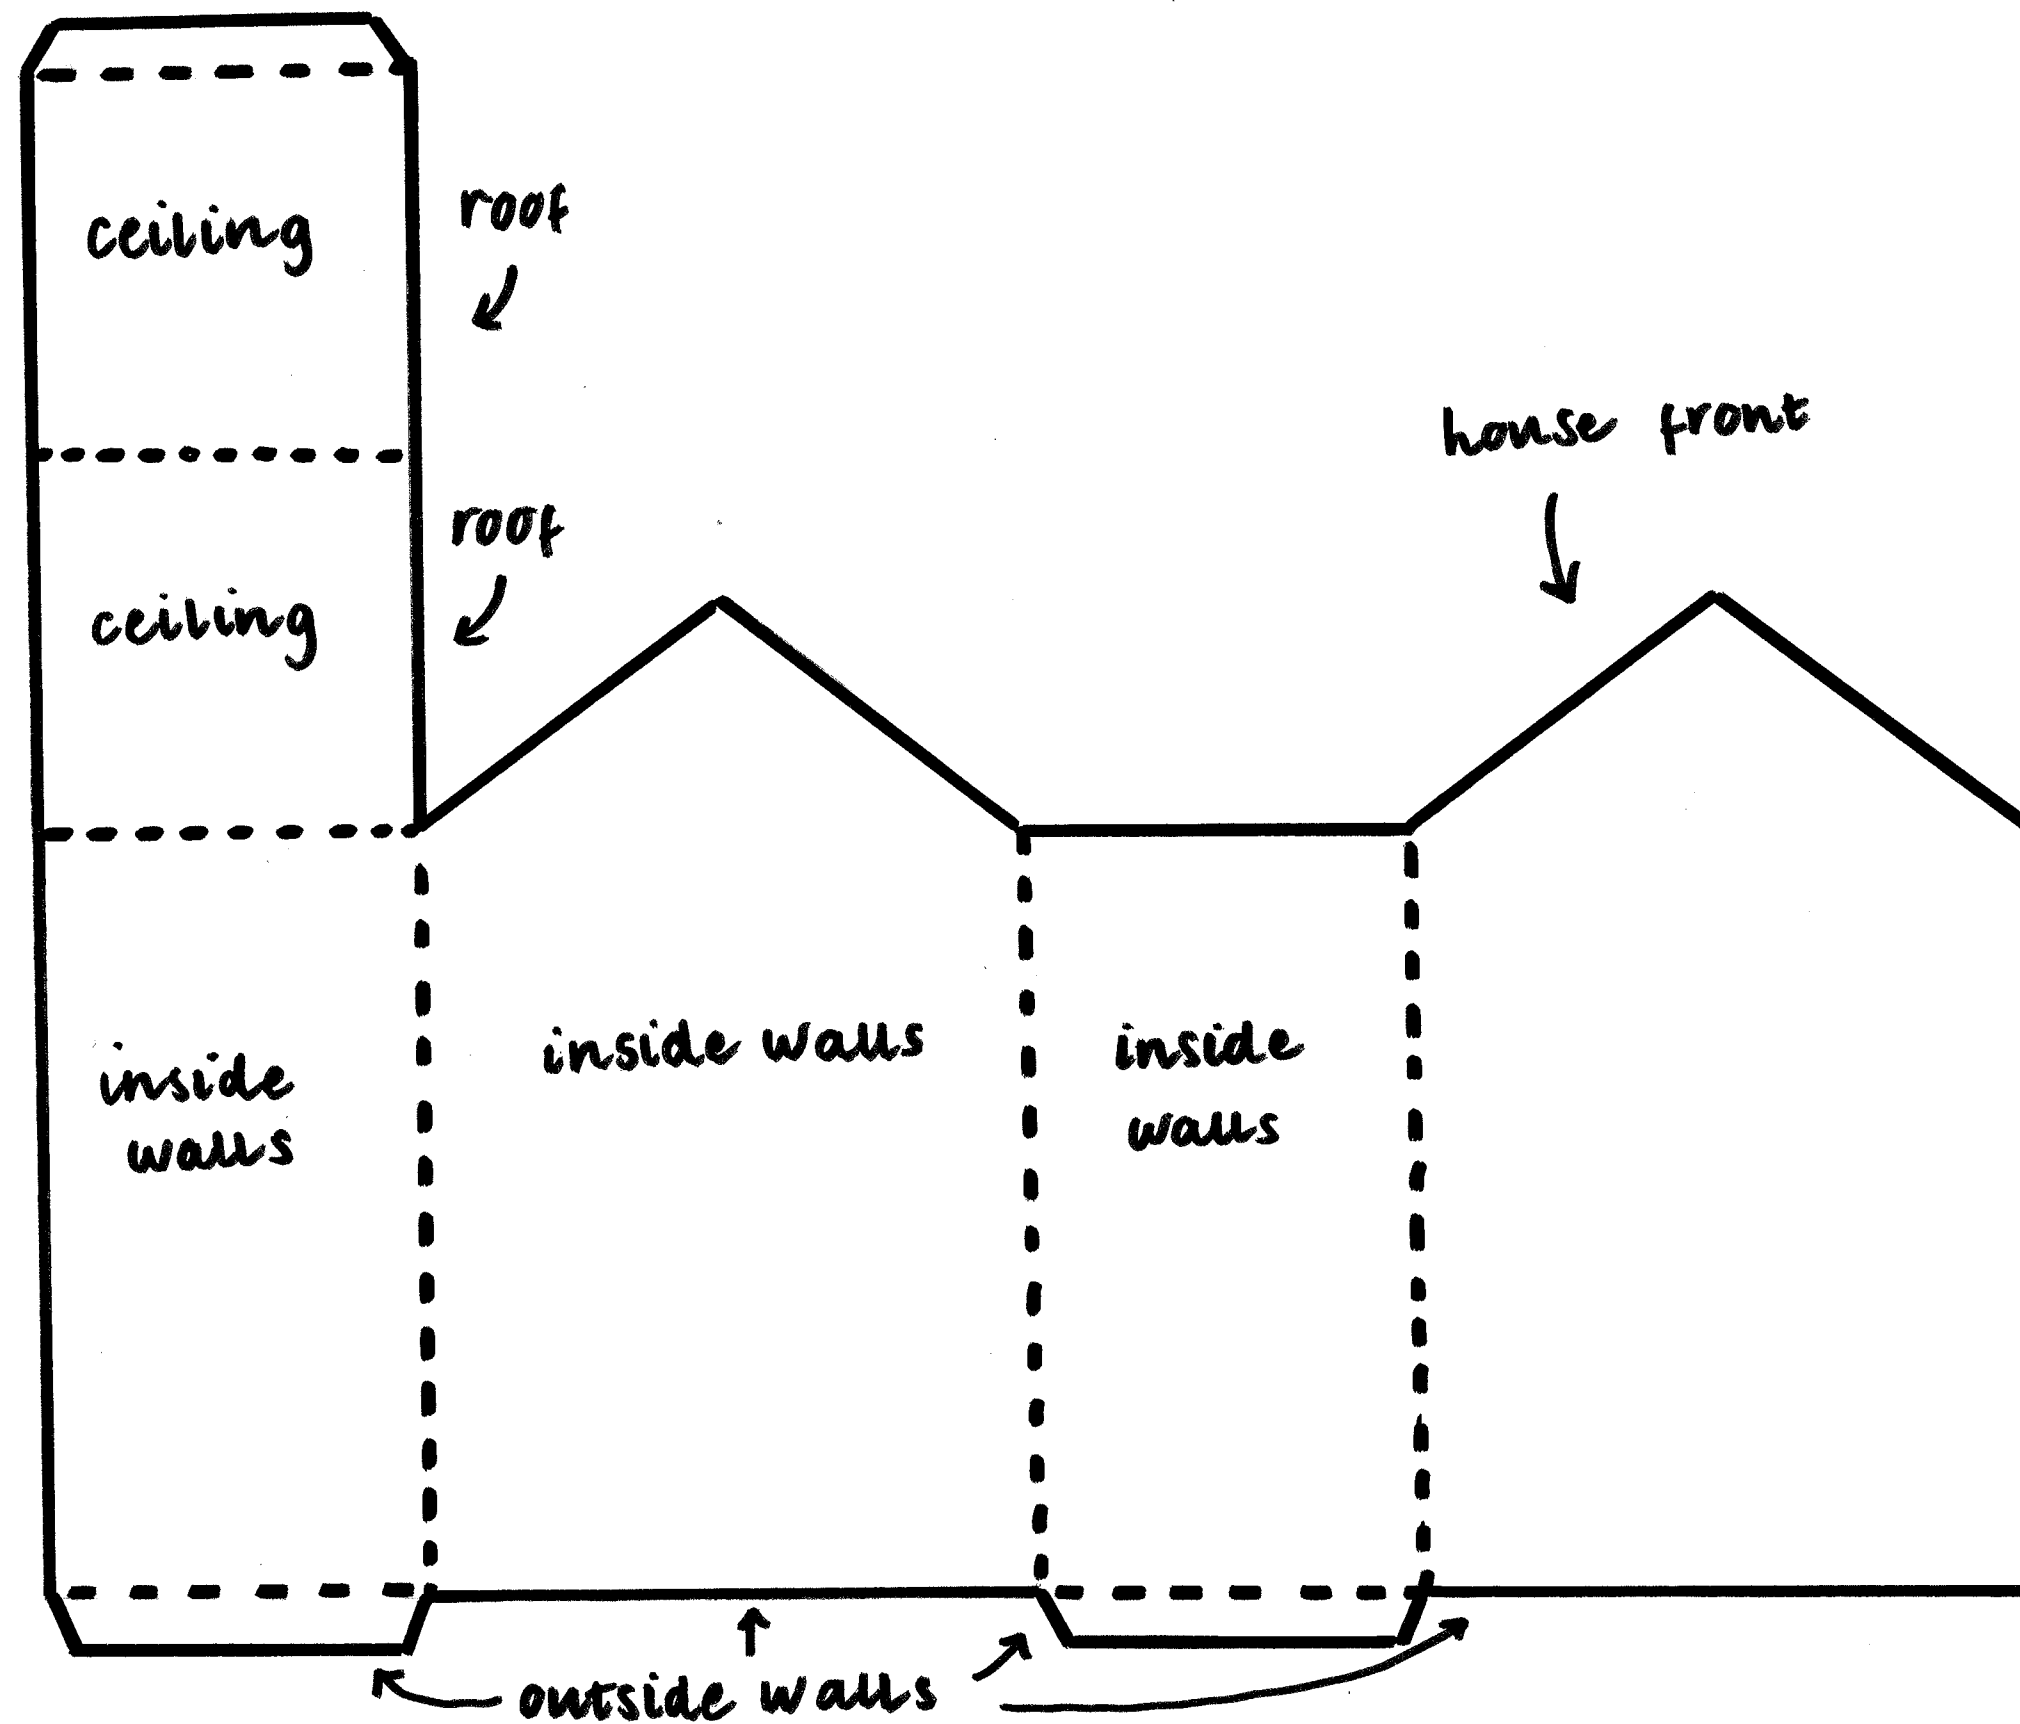 ceiling
roof
ceiling
roof
house front
inside
walls
inside walls
inside
walls
outside walls